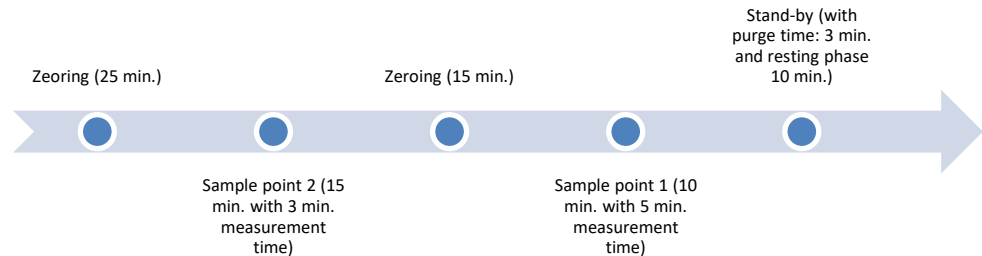 Zeoring (25 min.)
Sample point 2 (15
min. with 3 min.
measurement
time)
Zeroing (15 min.)
Sample point 1 (10
min. with 5 min.
measurement
time)
Stand-by (with
purge time: 3 min.
and resting phase
10 min.)